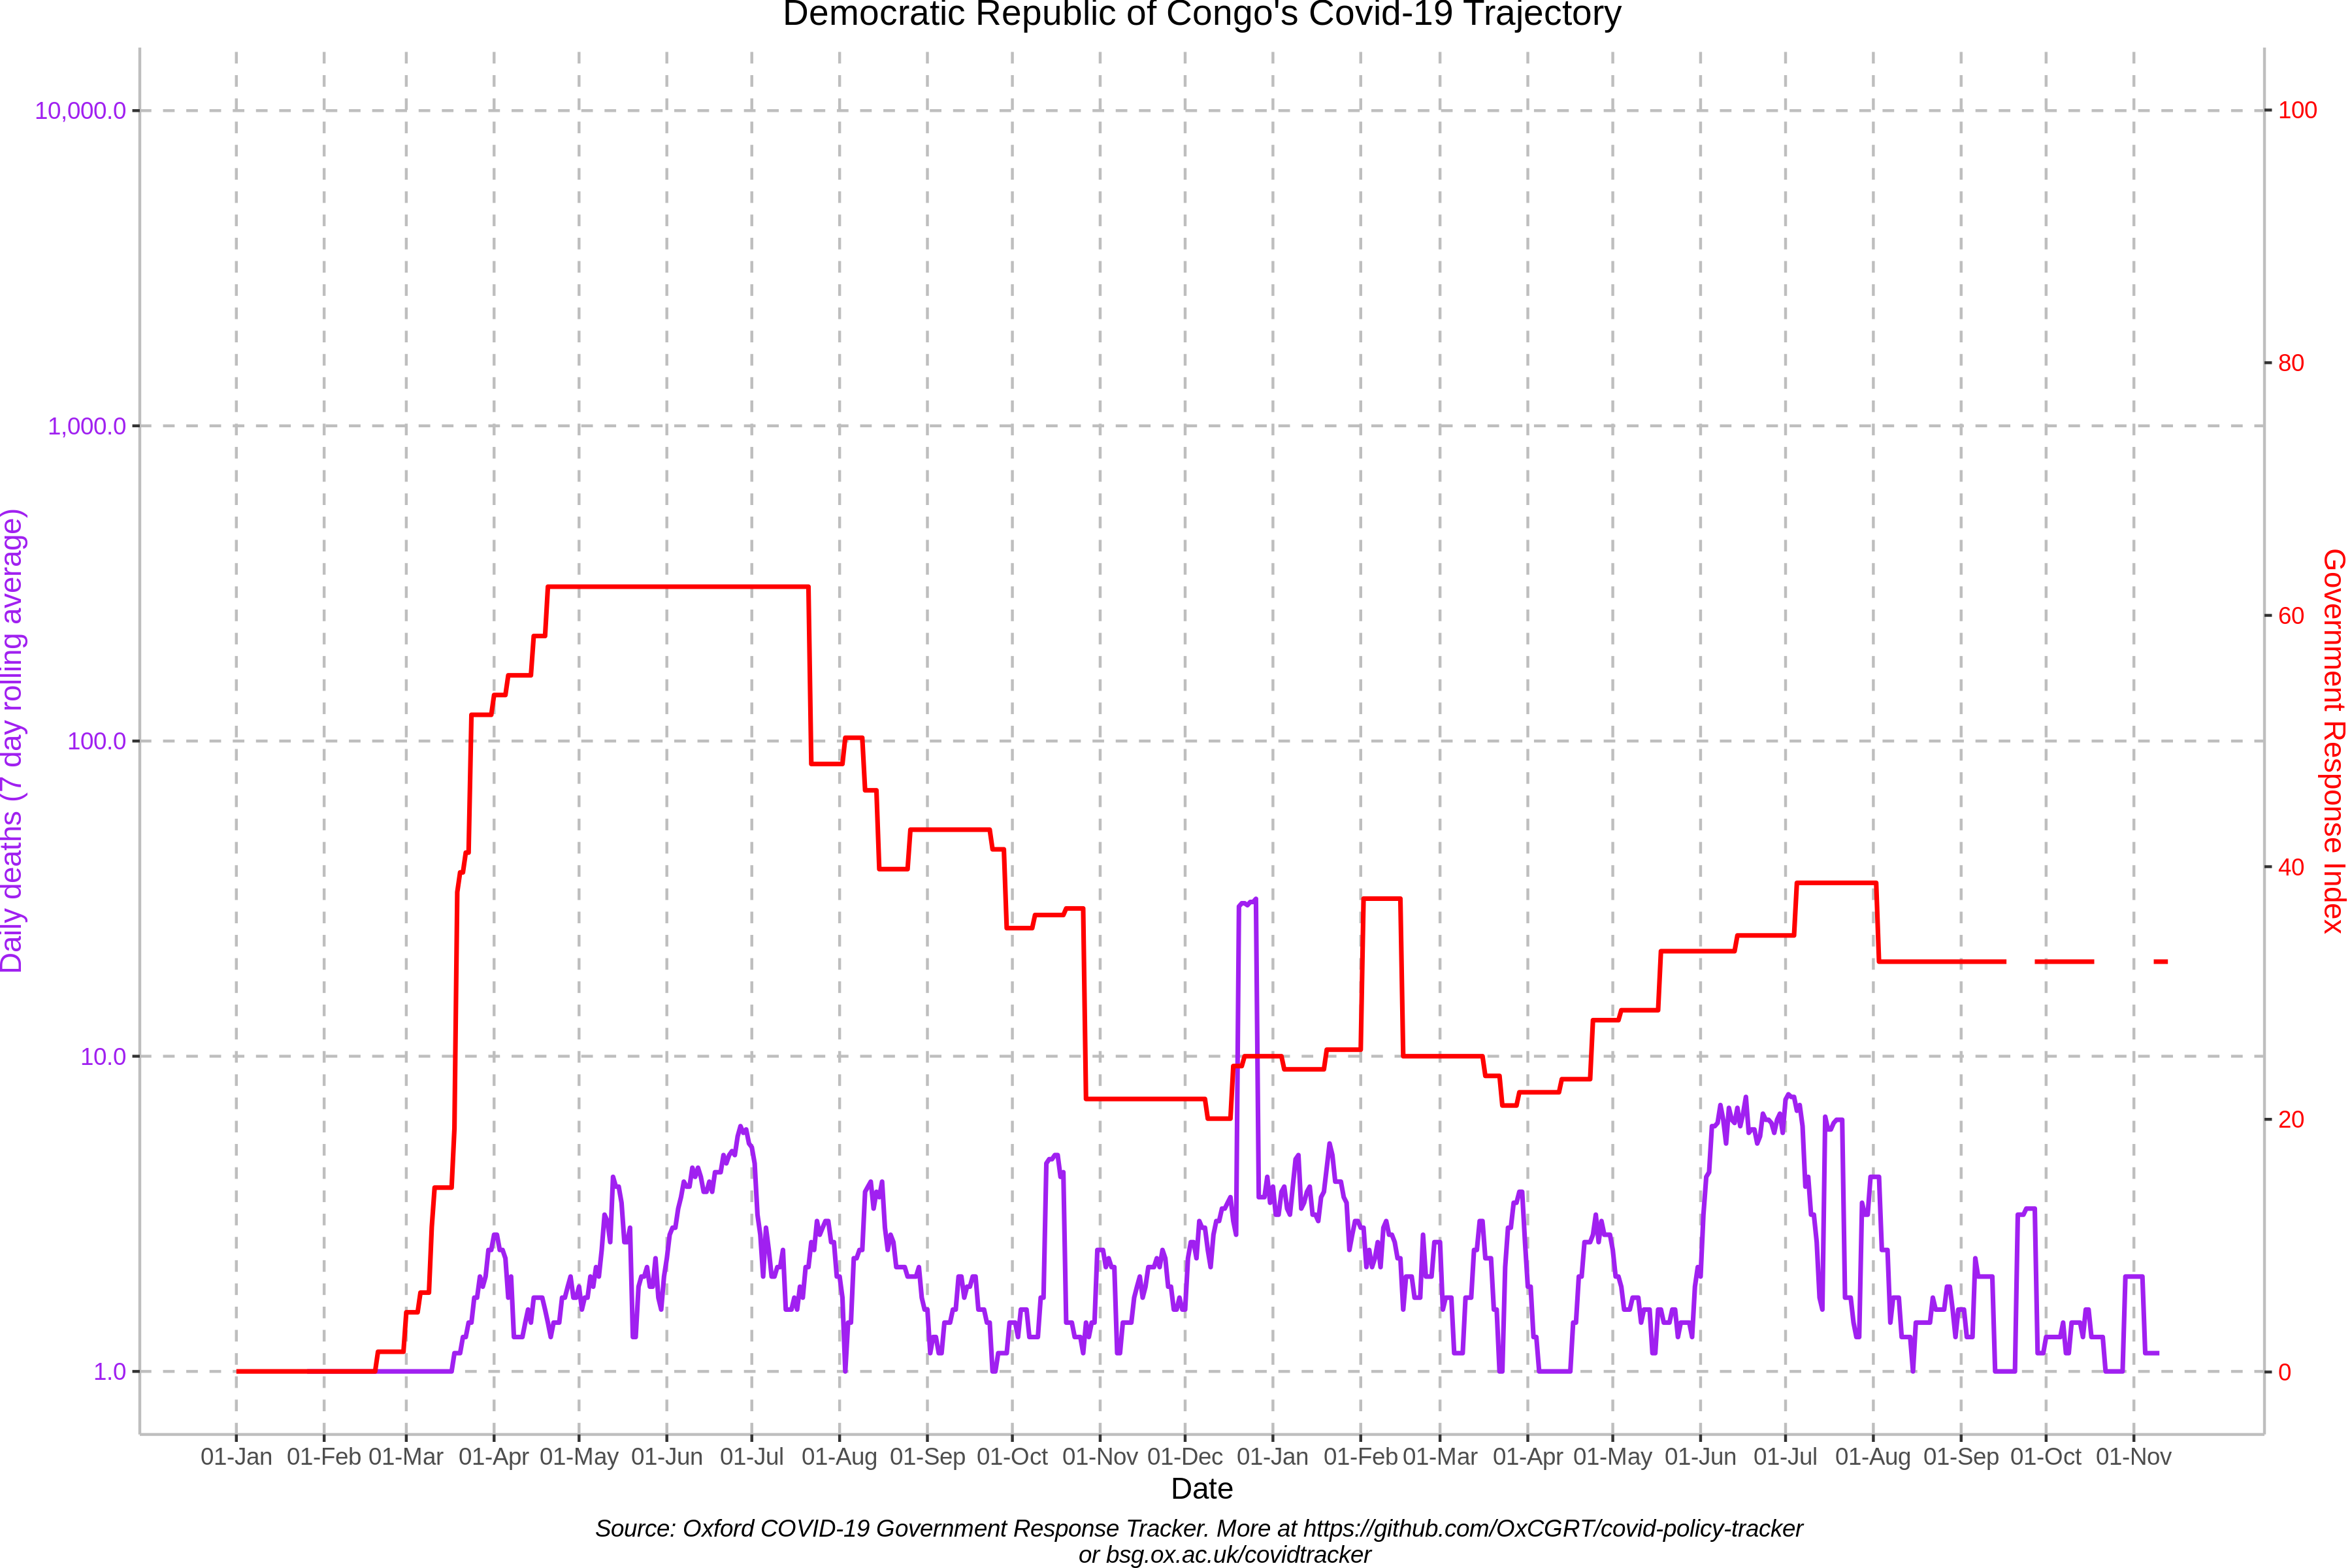 Democratic Republic of Congo's Covid-19 Trajectory
10,000.0
1,000.0
100.0
10.0
1.0
Daily deaths (7 day rolling average)
100
80
60
40
20
0
Government Response Index
01-Jan 01-Feb 01-Mar 01-Apr 01-May 01-Jun 01-Jul 01-Aug 01-Sep 01-Oct 01-Nov 01-Dec 01-Jan 01-Feb 01-Mar 01-Apr 01-May 01-Jun 01-Jul 01-Aug 01-Sep 01-Oct 01-Nov
Date
Source: Oxford COVID-19 Government Response Tracker. More at https://github.com/OxCGRT/covid-policy-tracker
or bsg.ox.ac.uk/covidtracker